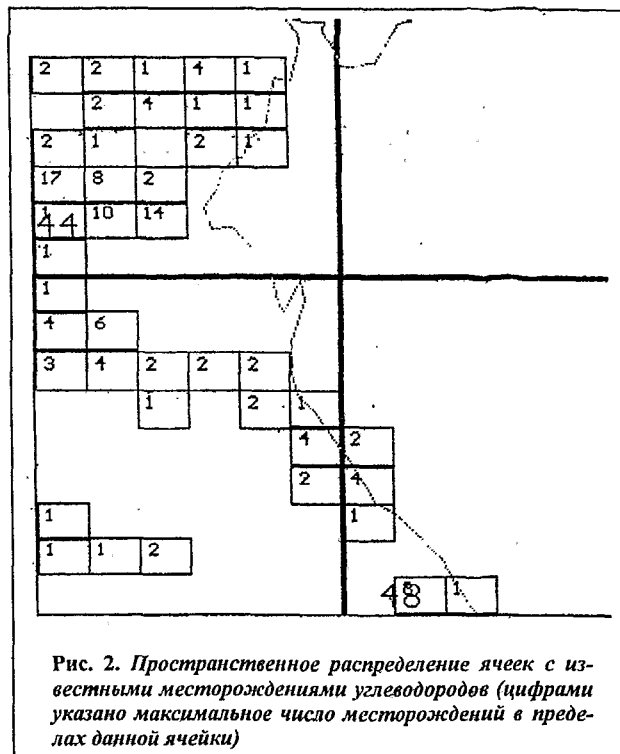 2 2 1 4 1
2 4 1 1
2 1 2 1
17 8 2
1 10 14
44
1
1
4 6
3 4 2 2 2
1 2 1
4 2
2 4
1
1
1 1 2
48 1
Рис. 2. Пространственное распределение ячеек с из-
вестными месторождениями углеводородов (цифрами
указано максимальное число месторождений в преде-
лах данной ячейки)